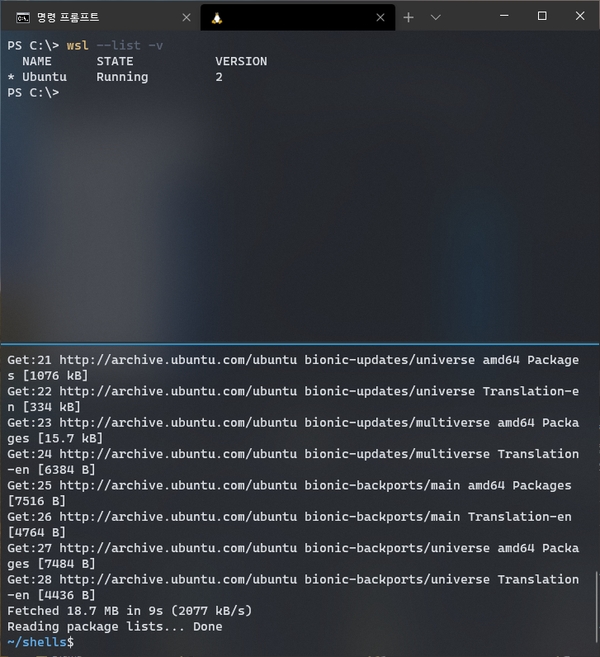 명령 프롬프트
PS C:\> wsl --list -v
  NAME      STATE           VERSION
* Ubuntu    Running         2
PS C:\>
Get:21 http://archive.ubuntu.com/ubuntu bionic-updates/universe amd64 Package
s [1076 kB]
Get:22 http://archive.ubuntu.com/ubuntu bionic-updates/universe Translation-e
n [334 kB]
Get:23 http://archive.ubuntu.com/ubuntu bionic-updates/multiverse amd64 Packa
ges [15.7 kB]
Get:24 http://archive.ubuntu.com/ubuntu bionic-updates/multiverse Translation
-en [6384 B]
Get:25 http://archive.ubuntu.com/ubuntu bionic-backports/main amd64 Packages
[7516 B]
Get:26 http://archive.ubuntu.com/ubuntu bionic-backports/main Translation-en
[4764 B]
Get:27 http://archive.ubuntu.com/ubuntu bionic-backports/universe amd64 Packa
ges [7484 B]
Get:28 http://archive.ubuntu.com/ubuntu bionic-backports/universe Translation
-en [4436 B]
Fetched 18.7 MB in 9s (2077 kB/s)
Reading package lists... Done
~/shells$